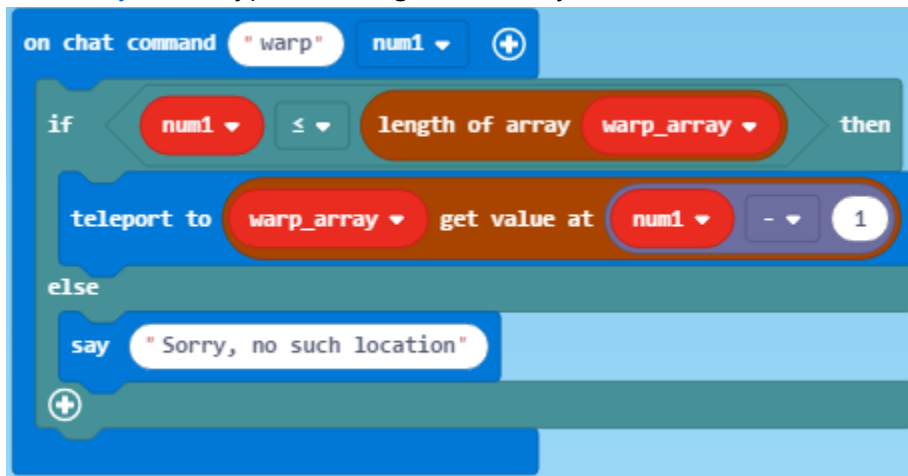 on chat command "warp" num1
if num1 ≤ length of array warp_array then
teleport to warp_array get value at num1 - 1
else
say "Sorry, no such location"